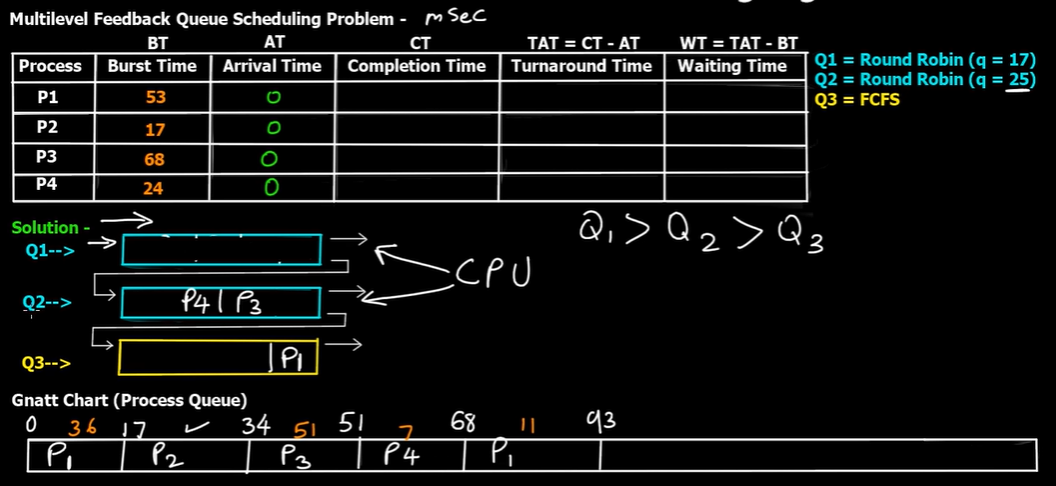 Multilevel Feedback Queue Scheduling Problem - mSec
BT AT CT TAT = CT - AT WT = TAT - BT
Process Burst Time Arrival Time Completion Time Turnaround Time Waiting Time
Q1 = Round Robin (q = 17)
Q2 = Round Robin (q = 25)
Q3 = FCFS
P1 53 0
P2 17 0
P3 68 0
P4 24 0
Solution -
Q1 > Q2 > Q3
Q1-->
CPU
Q2--> P4 | P3
Q3--> | P1
Gnatt Chart (Process Queue)
0 36 17 ✓ 34 51 51 7 68 11 93
P1 P2 P3 P4 P1